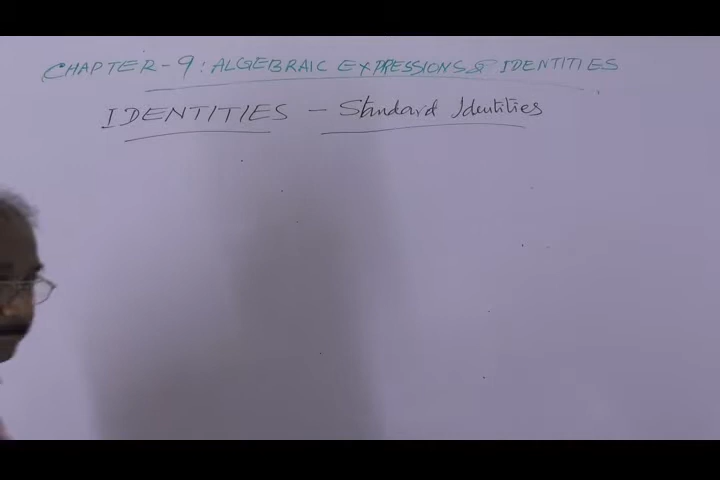 CHAPTER-9: ALGEBRAIC EXPRESSIONS & IDENTITIES
IDENTITIES - Standard Identities